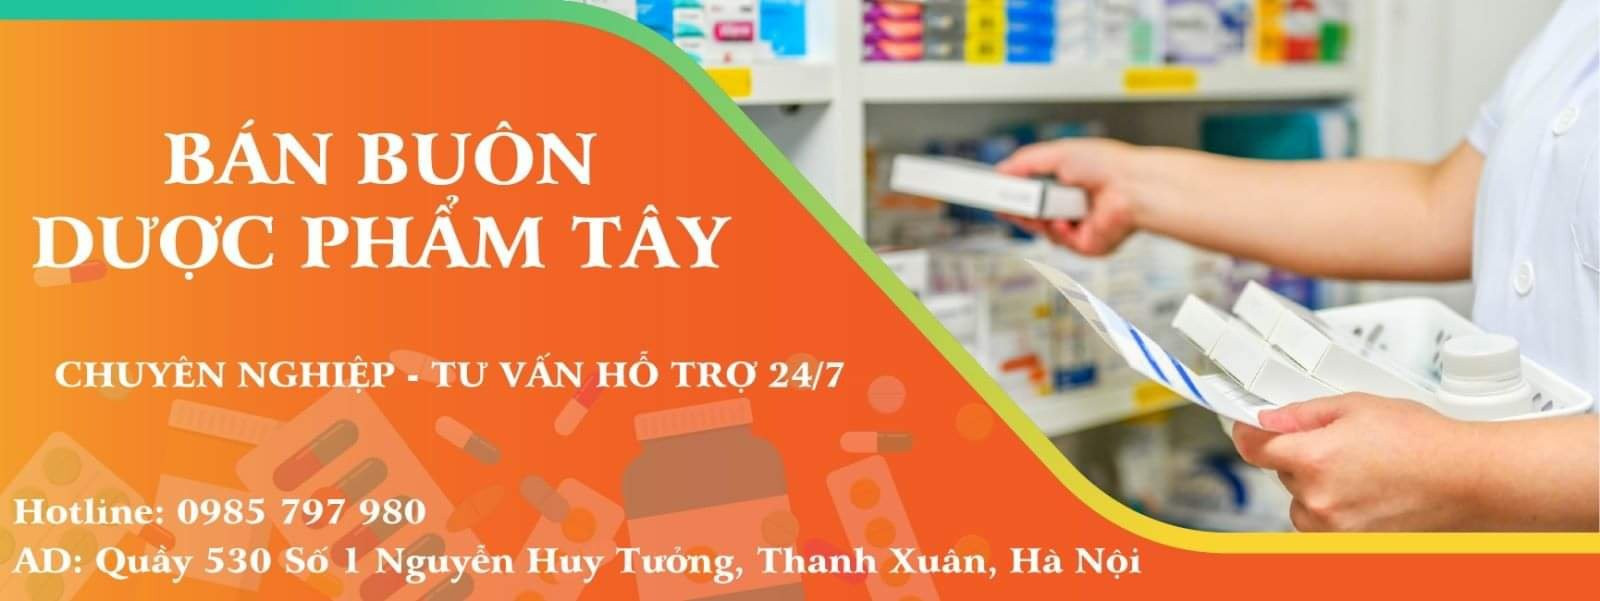 BÁN BUÔN
DƯỢC PHẨM TÂY
CHUYÊN NGHIỆP - TƯ VẤN HỖ TRỢ 24/7
Hotline: 0985 797 980
AD: Quầy 530 Số 1 Nguyễn Huy Tưởng, Thanh Xuân, Hà Nội